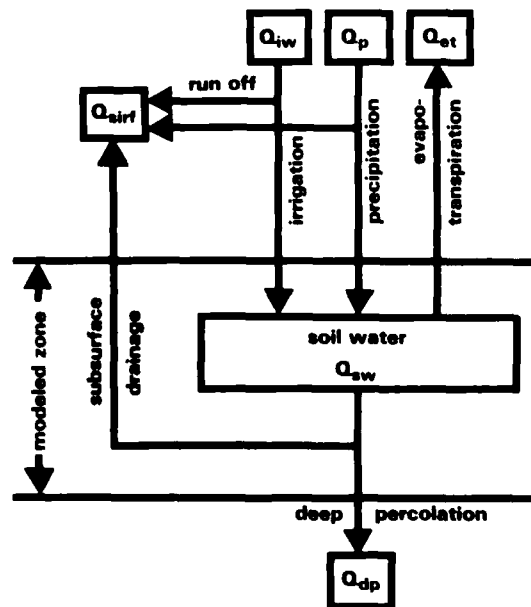 Q_iw
Q_p
Q_et
run off
Q_sirf
irrigation
precipitation
evapo-
transpiration
modeled zone
subsurface
drainage
soil water
Q_sw
deep percolation
Q_dp